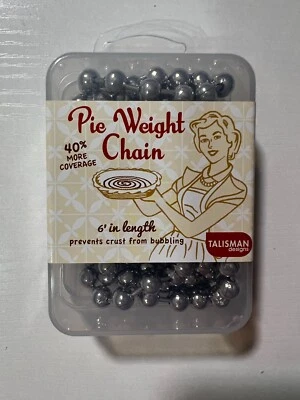 Pie Weight
Chain
40%
MORE
COVERAGE
6' in length
prevents crust from bubbling
TALISMAN
designs